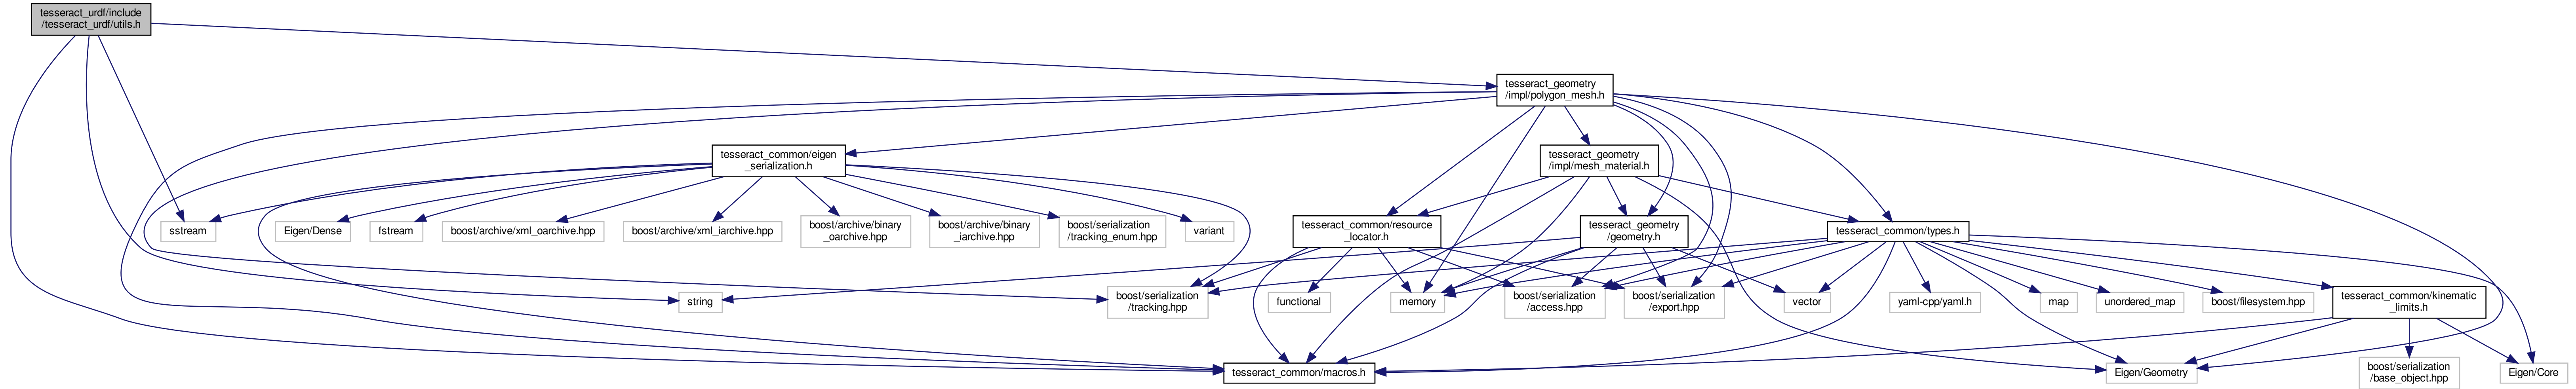 tesseract_urdf/include
/tesseract_urdf/utils.h
tesseract_geometry
/impl/polygon_mesh.h
tesseract_common/eigen
_serialization.h
tesseract_geometry
/impl/mesh_material.h
sstream
Eigen/Dense
fstream
boost/archive/xml_oarchive.hpp
boost/archive/xml_iarchive.hpp
boost/archive/binary
_oarchive.hpp
boost/archive/binary
_iarchive.hpp
boost/serialization
/tracking_enum.hpp
variant
tesseract_common/resource
_locator.h
tesseract_geometry
/geometry.h
tesseract_common/types.h
string
boost/serialization
/tracking.hpp
functional
memory
boost/serialization
/access.hpp
boost/serialization
/export.hpp
vector
yaml-cpp/yaml.h
map
unordered_map
boost/filesystem.hpp
tesseract_common/kinematic
_limits.h
tesseract_common/macros.h
Eigen/Geometry
boost/serialization
/base_object.hpp
Eigen/Core